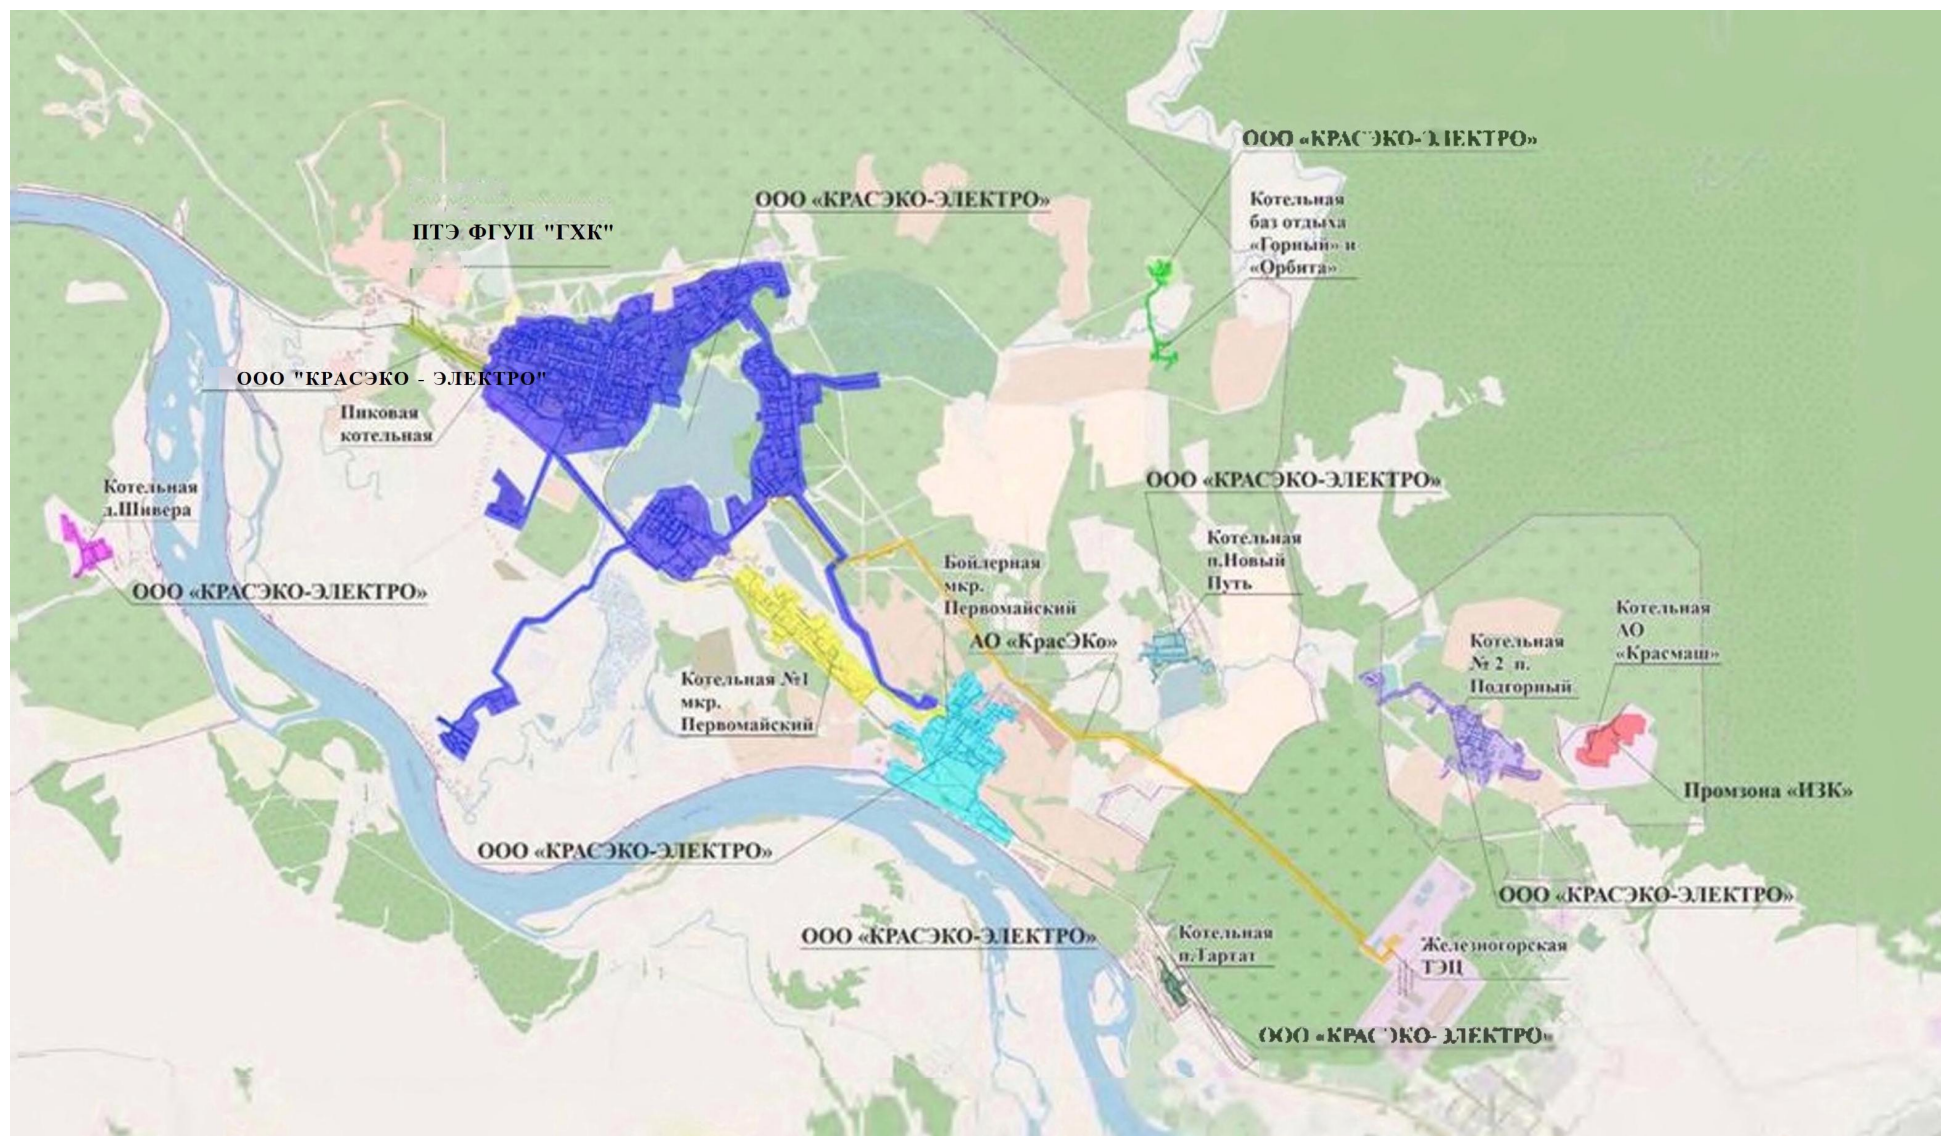 ООО «КРАСЭКО-ЭЛЕКТРО»
Котельная
баз отдыха
«Горный» и
«Орбита»
ООО «КРАСЭКО-ЭЛЕКТРО»
ПТЭ ФГУП "ГХК"
ООО "КРАСЭКО - ЭЛЕКТРО"
Пиковая
котельная
Котельная
д.Шивера
ООО «КРАСЭКО-ЭЛЕКТРО»
ООО «КРАСЭКО-ЭЛЕКТРО»
Котельная
п.Новый
Путь
Бойлерная
мкр.
Первомайский
АО «КрасЭКо»
Котельная №1
мкр.
Первомайский
Котельная
№ 2 п.
Подгорный
Котельная
АО
«Красмаш»
Промзона «ИЗК»
ООО «КРАСЭКО-ЭЛЕКТРО»
ООО «КРАСЭКО-ЭЛЕКТРО»
ООО «КРАСЭКО-ЭЛЕКТРО»
Котельная
п.Тартат
Железногорская
ТЭЦ
ООО «КРАСЭКО-ЭЛЕКТРО»